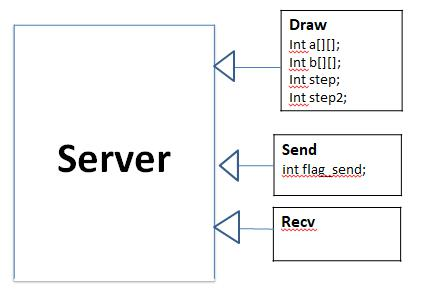 Server
Draw
Int a[][];
Int b[][];
Int step;
Int step2;
Send
int flag_send;
Recv